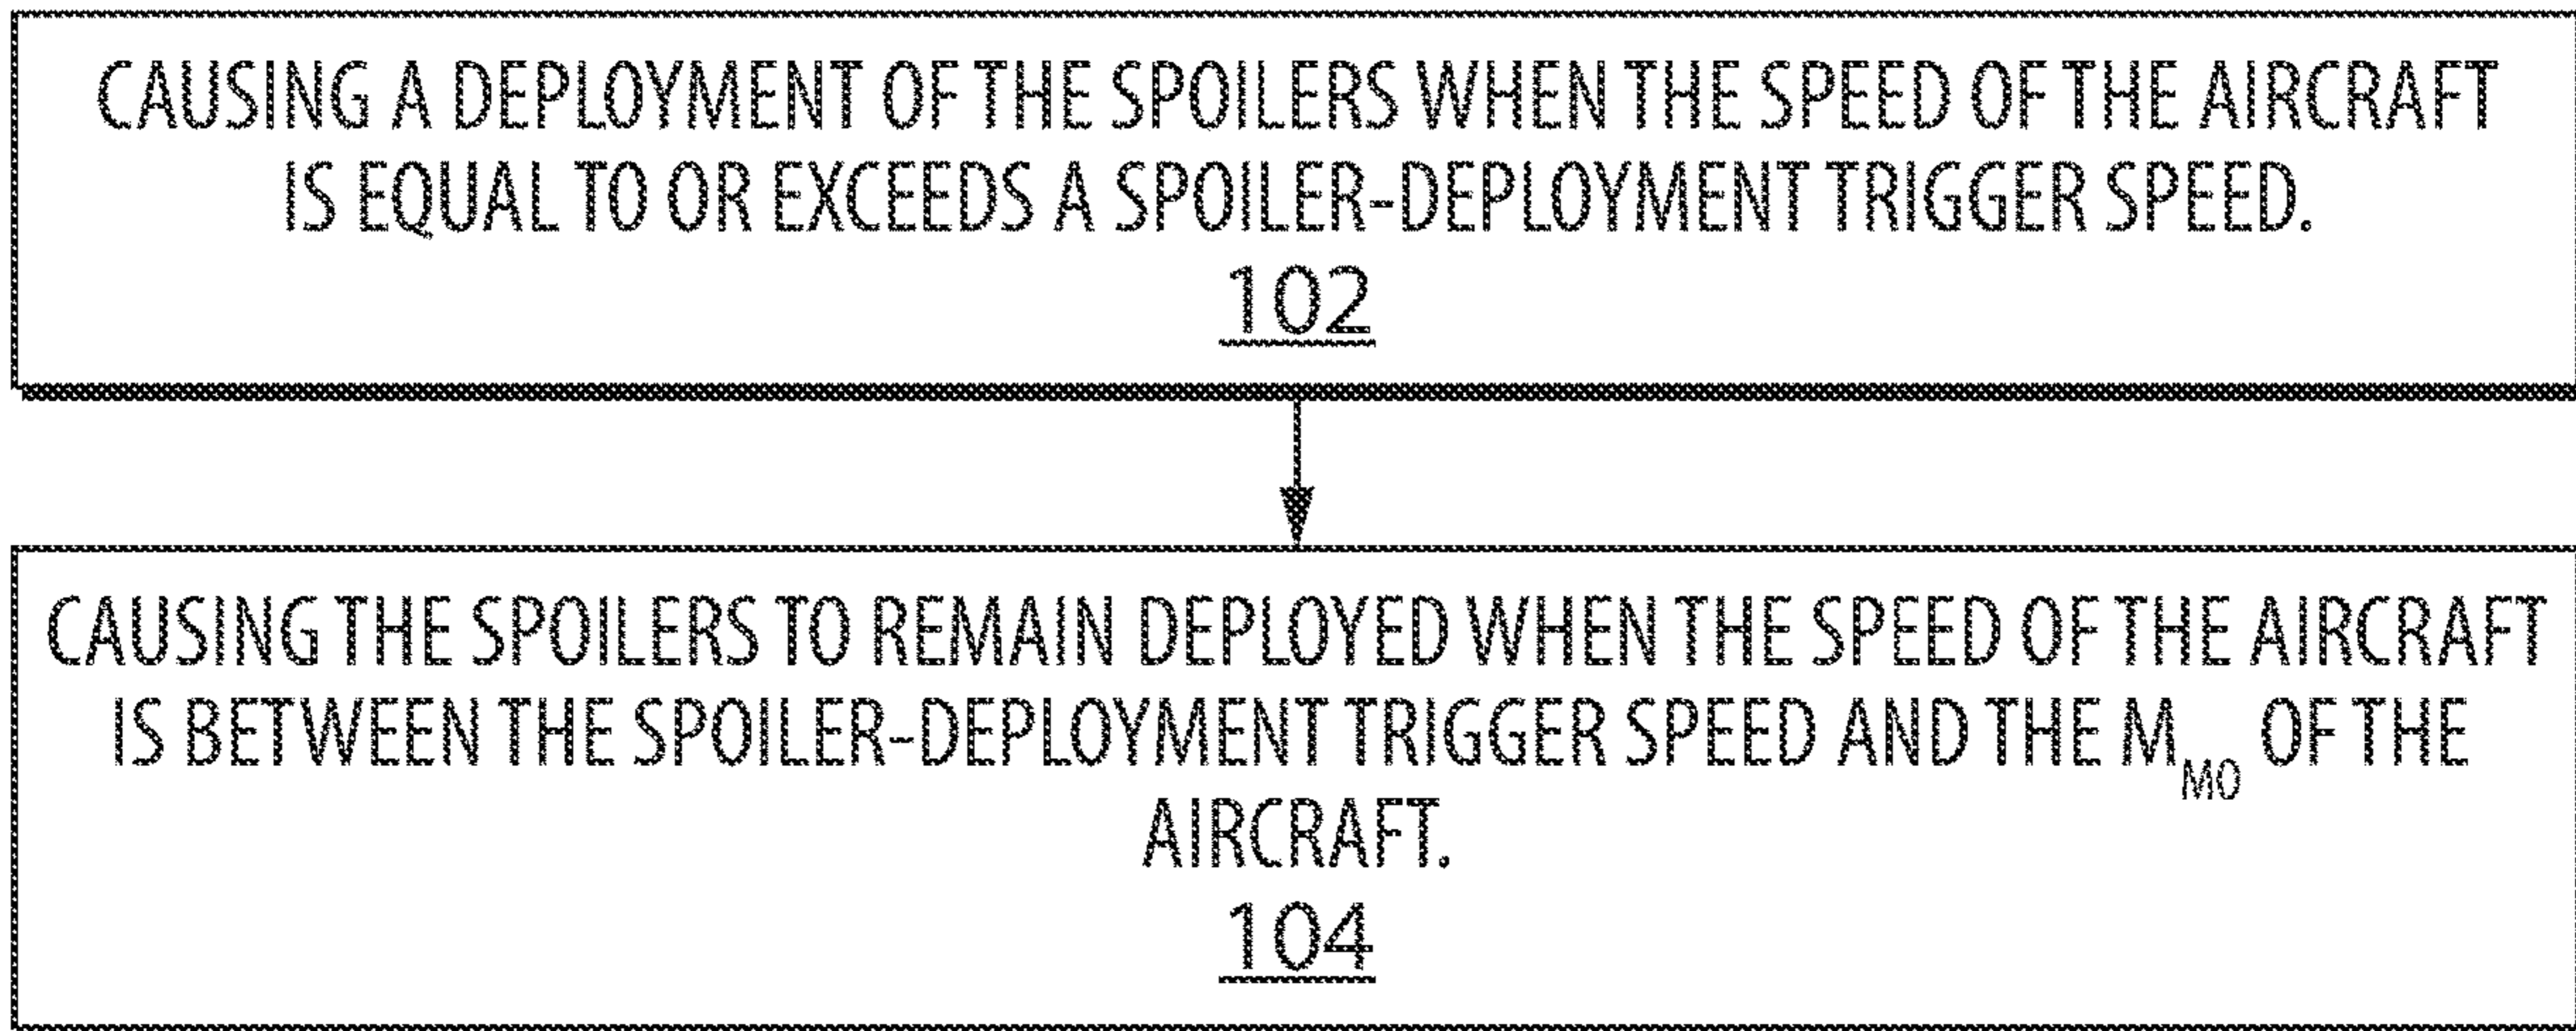 CAUSING A DEPLOYMENT OF THE SPOILERS WHEN THE SPEED OF THE AIRCRAFT
IS EQUAL TO OR EXCEEDS A SPOILER-DEPLOYMENT TRIGGER SPEED.
102
CAUSING THE SPOILERS TO REMAIN DEPLOYED WHEN THE SPEED OF THE AIRCRAFT
IS BETWEEN THE SPOILER-DEPLOYMENT TRIGGER SPEED AND THE MMO OF THE
AIRCRAFT.
104